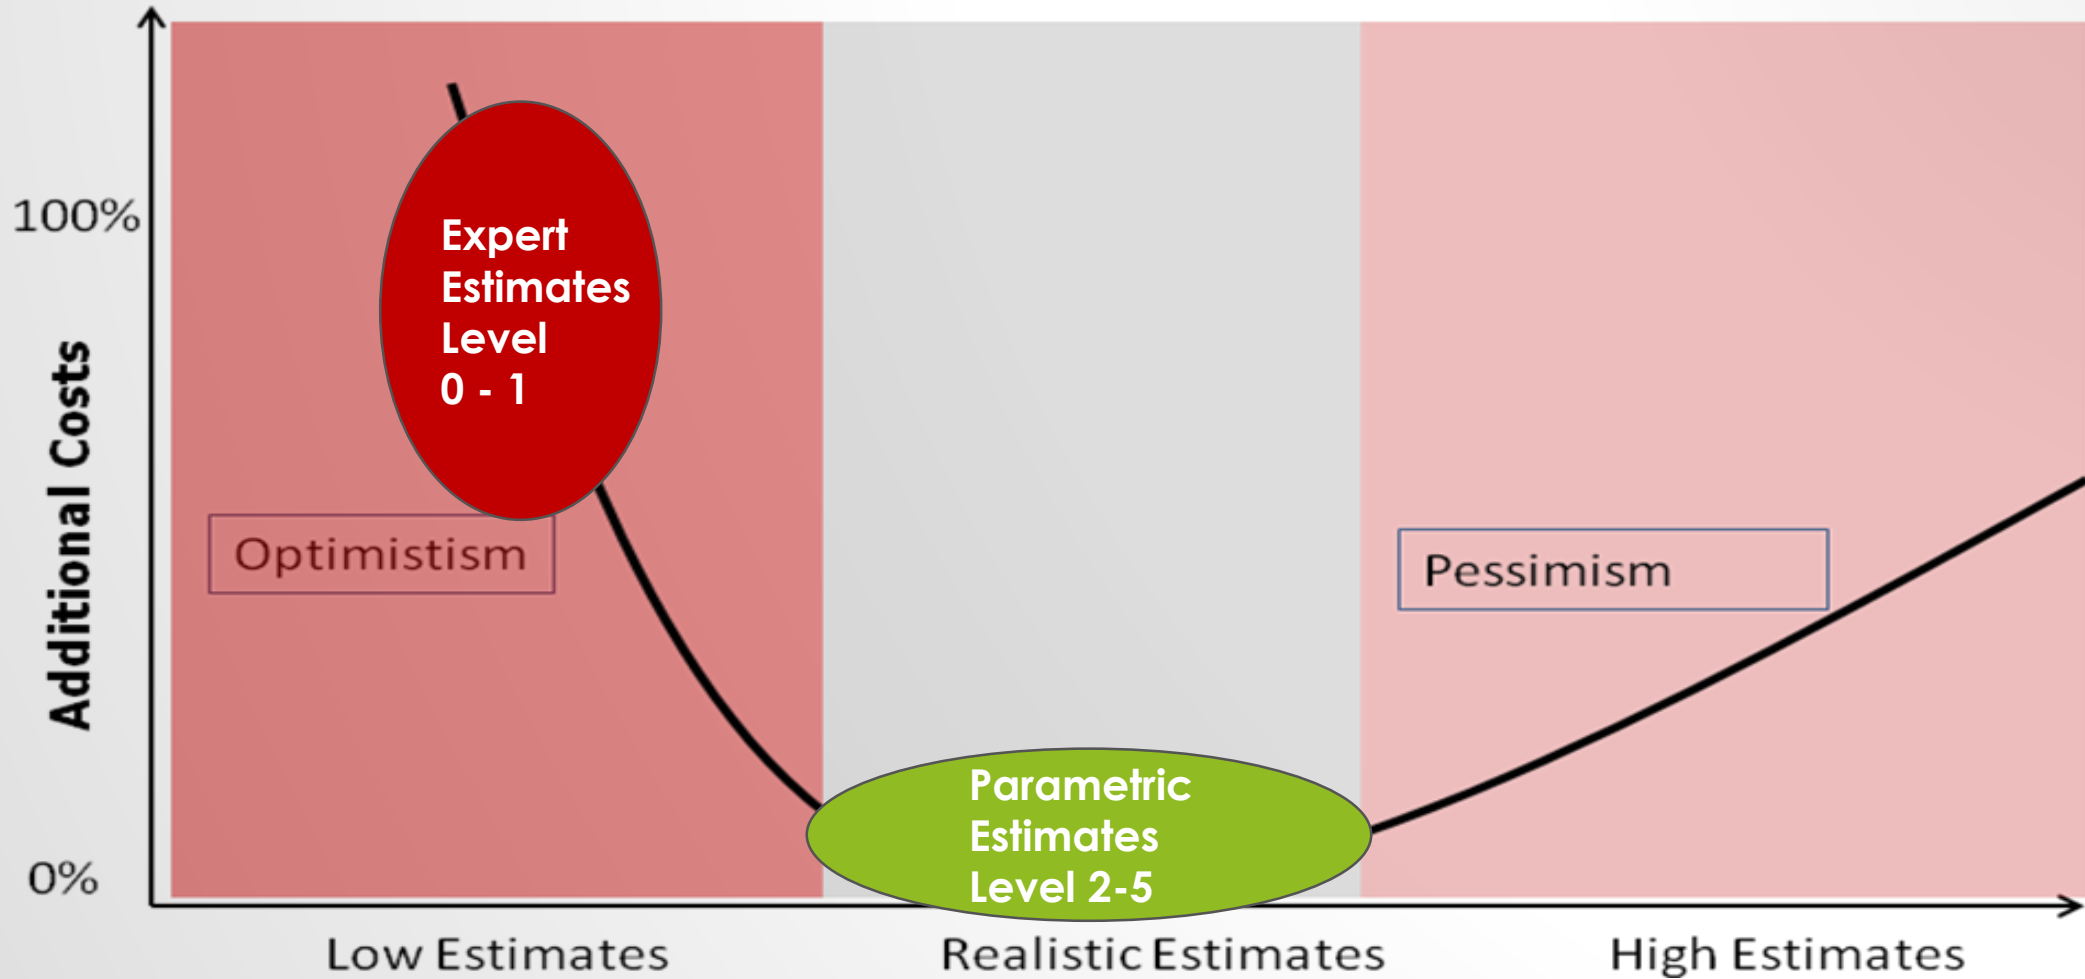 100%
Expert
Estimates
Level
0 - 1
Additional Costs
Optimistism
Pessimism
Parametric
Estimates
Level 2-5
0%
Low Estimates
Realistic Estimates
High Estimates